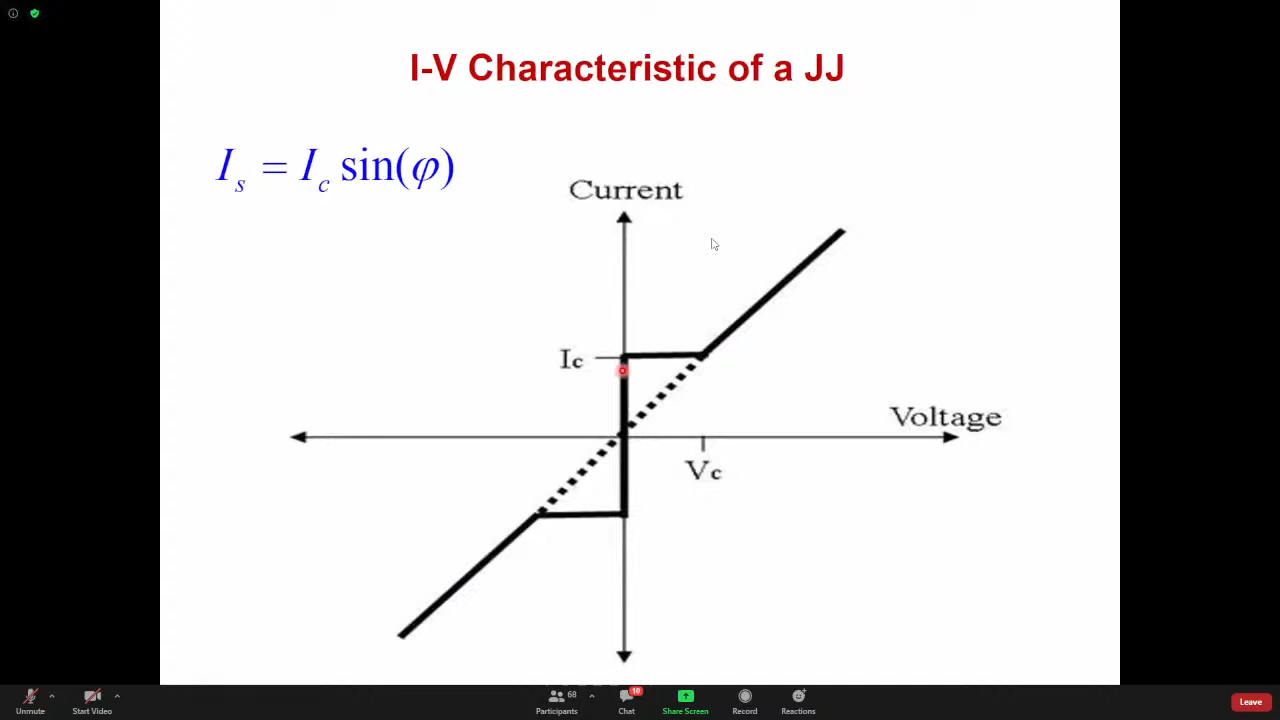 I-V Characteristic of a JJ
I_s = I_c sin(φ)
Current
Ic
Voltage
Vc
Unmute
Start Video
Participants
68
Chat
10
Share Screen
Record
Reactions
Leave